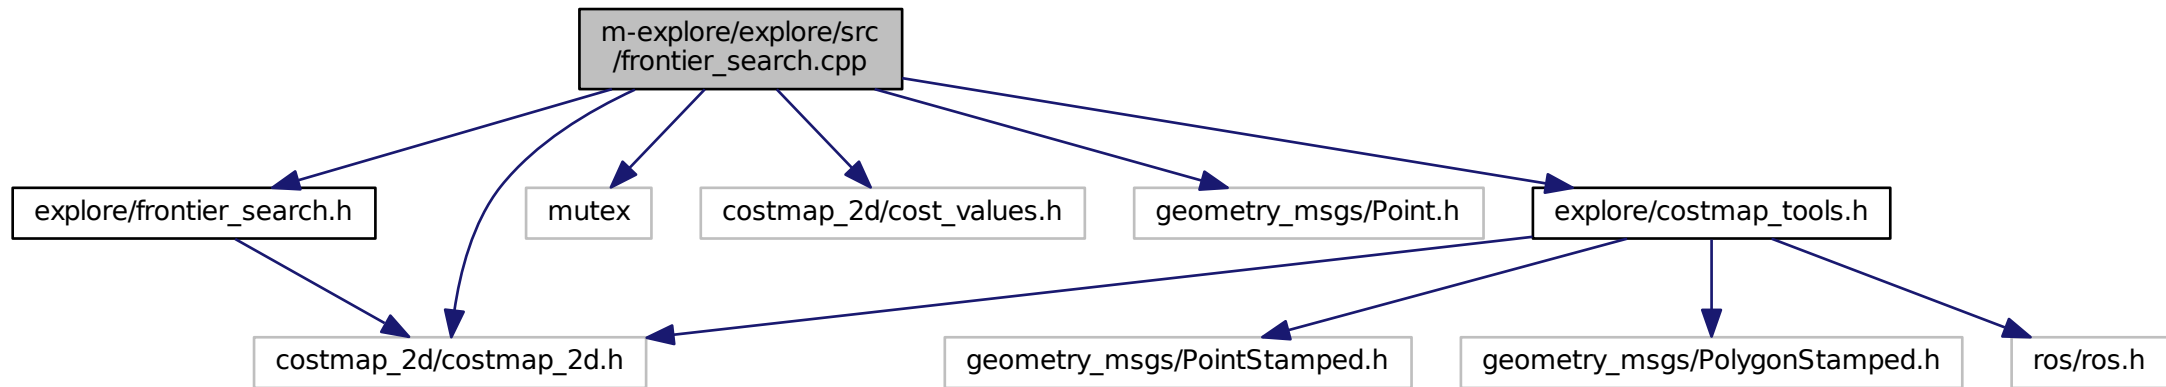 m-explore/explore/src
/frontier_search.cpp
explore/frontier_search.h
mutex
costmap_2d/cost_values.h
geometry_msgs/Point.h
explore/costmap_tools.h
costmap_2d/costmap_2d.h
geometry_msgs/PointStamped.h
geometry_msgs/PolygonStamped.h
ros/ros.h